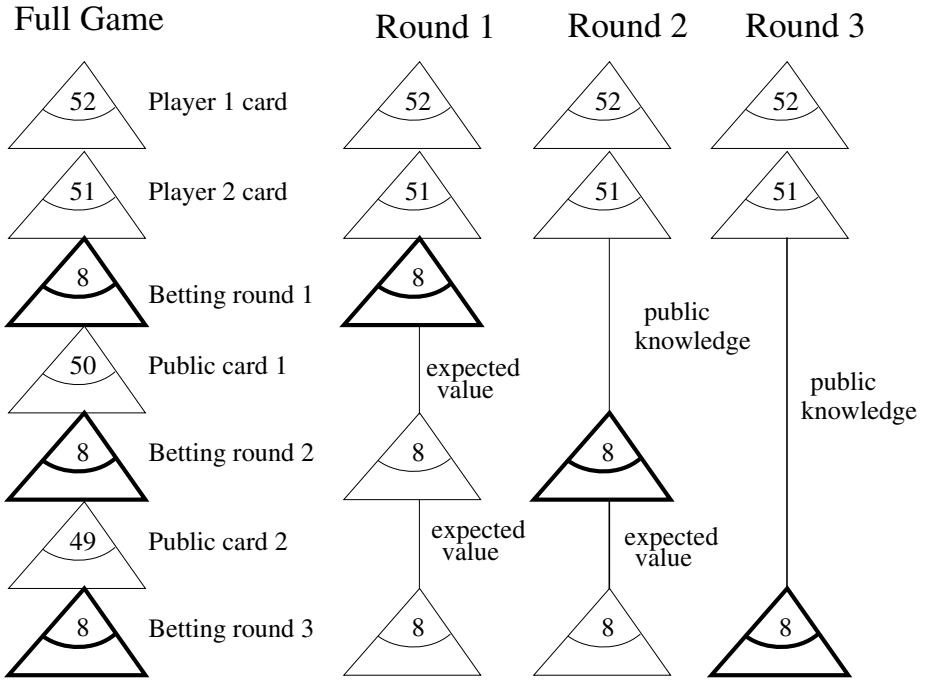 Full Game
Round 1
Round 2
Round 3
52
Player 1 card
52
52
52
51
Player 2 card
51
51
51
8
Betting round 1
8
public
knowledge
50
Public card 1
expected
value
public
knowledge
8
Betting round 2
8
8
49
Public card 2
expected
value
expected
value
8
Betting round 3
8
8
8